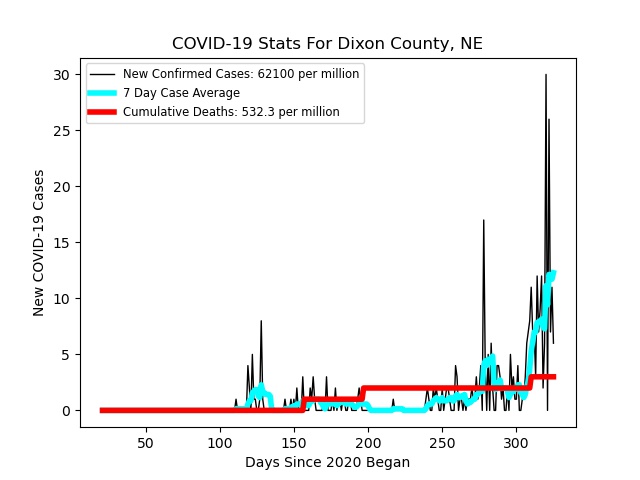 COVID-19 Stats For Dixon County, NE
New Confirmed Cases: 62100 per million
7 Day Case Average
Cumulative Deaths: 532.3 per million
New COVID-19 Cases
30
25
20
15
10
5
0
50 100 150 200 250 300
Days Since 2020 Began